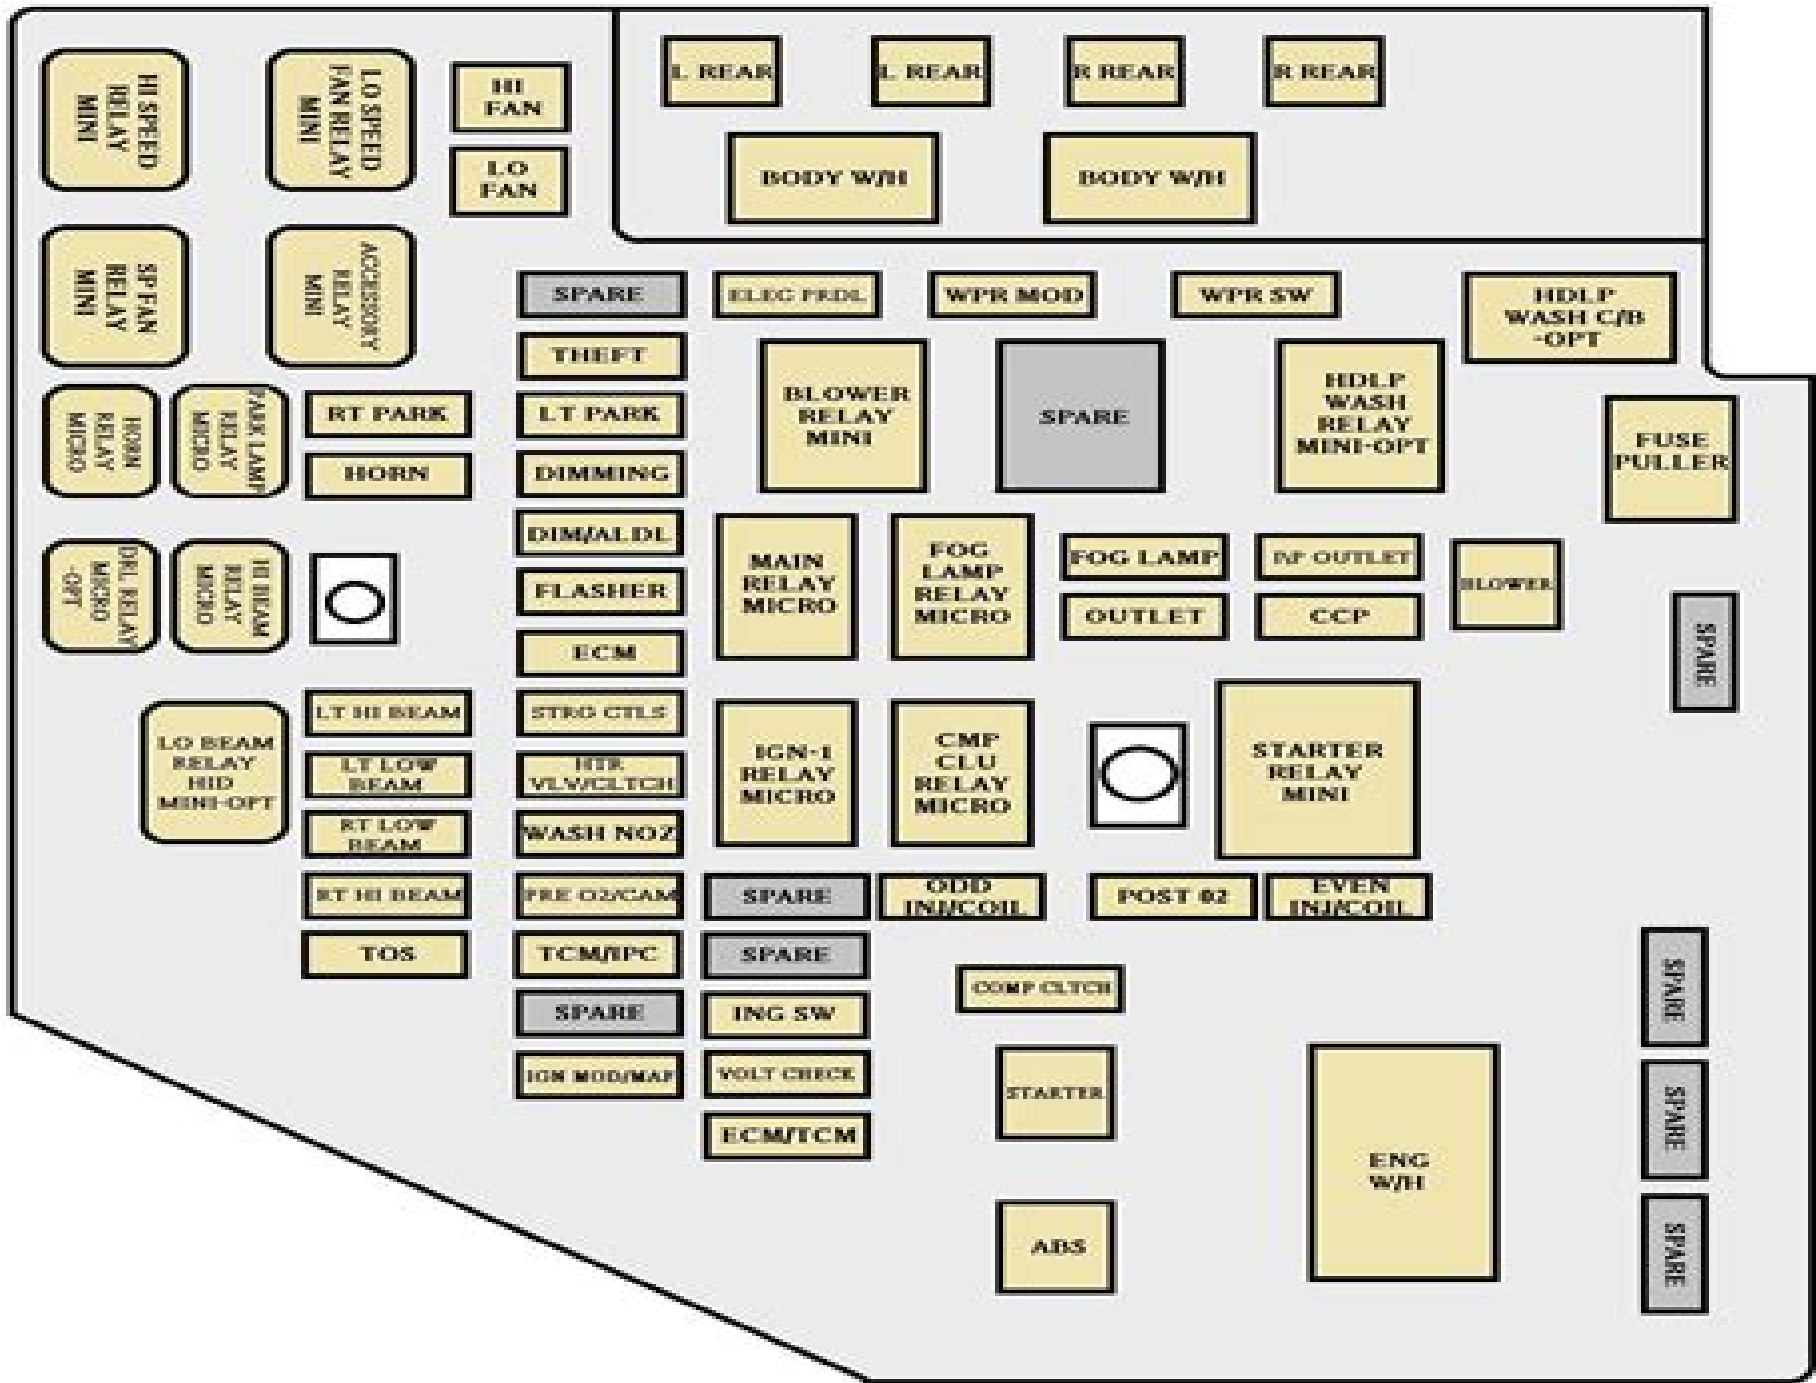 HI SPEED
RELAY
MINI
LO SPEED
FAN RELAY
MINI
HI
FAN
LO
FAN
L REAR
L REAR
R REAR
R REAR
BODY W/H
BODY W/H
SP FAN
RELAY
MINI
ACCESSORY
RELAY
MINI
SPARE
ELEC PRDL
WPR MOD
WPR SW
HDLP
WASH C/B
-OPT
THEFT
BLOWER
RELAY
MINI
SPARE
HDLP
WASH
RELAY
MINI-OPT
FUSE
PULLER
HORN
RELAY
MICRO
PARK LAMP
RELAY
MICRO
RT PARK
HORN
LT PARK
DIMMING
DIM/ALDL
FLASHER
ECM
MAIN
RELAY
MICRO
FOG
LAMP
RELAY
MICRO
FOG LAMP
OUTLET
CCP
BLOWER
SPARE
DRL RELAY
MICRO
-OPT
HI BEAM
RELAY
MICRO
LO BEAM
RELAY
HID
MINI-OPT
LT HI BEAM
LT LOW
BEAM
RT LOW
BEAM
RT HI BEAM
TOS
STRG CTLS
HTR
VLV/CLTCH
WASH NOZ
PRE O2/CAM
TCM/IPC
SPARE
IGN MOD/MAF
IGN-1
RELAY
MICRO
CMP
CLU
RELAY
MICRO
STARTER
RELAY
MINI
SPARE
ODD
INJ/COIL
POST 02
EVEN
INJ/COIL
SPARE
ING SW
VOLT CHECK
ECM/TCM
COMP CLTCH
STARTER
ABS
ENG
W/H
SPARE
SPARE
SPARE